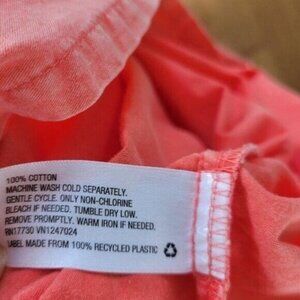 100% COTTON
MACHINE WASH COLD SEPARATELY.
GENTLE CYCLE. ONLY NON-CHLORINE
BLEACH IF NEEDED. TUMBLE DRY LOW.
REMOVE PROMPTLY. WARM IRON IF NEEDED.
RN17730 VN1247024
LABEL MADE FROM 100% RECYCLED PLASTIC